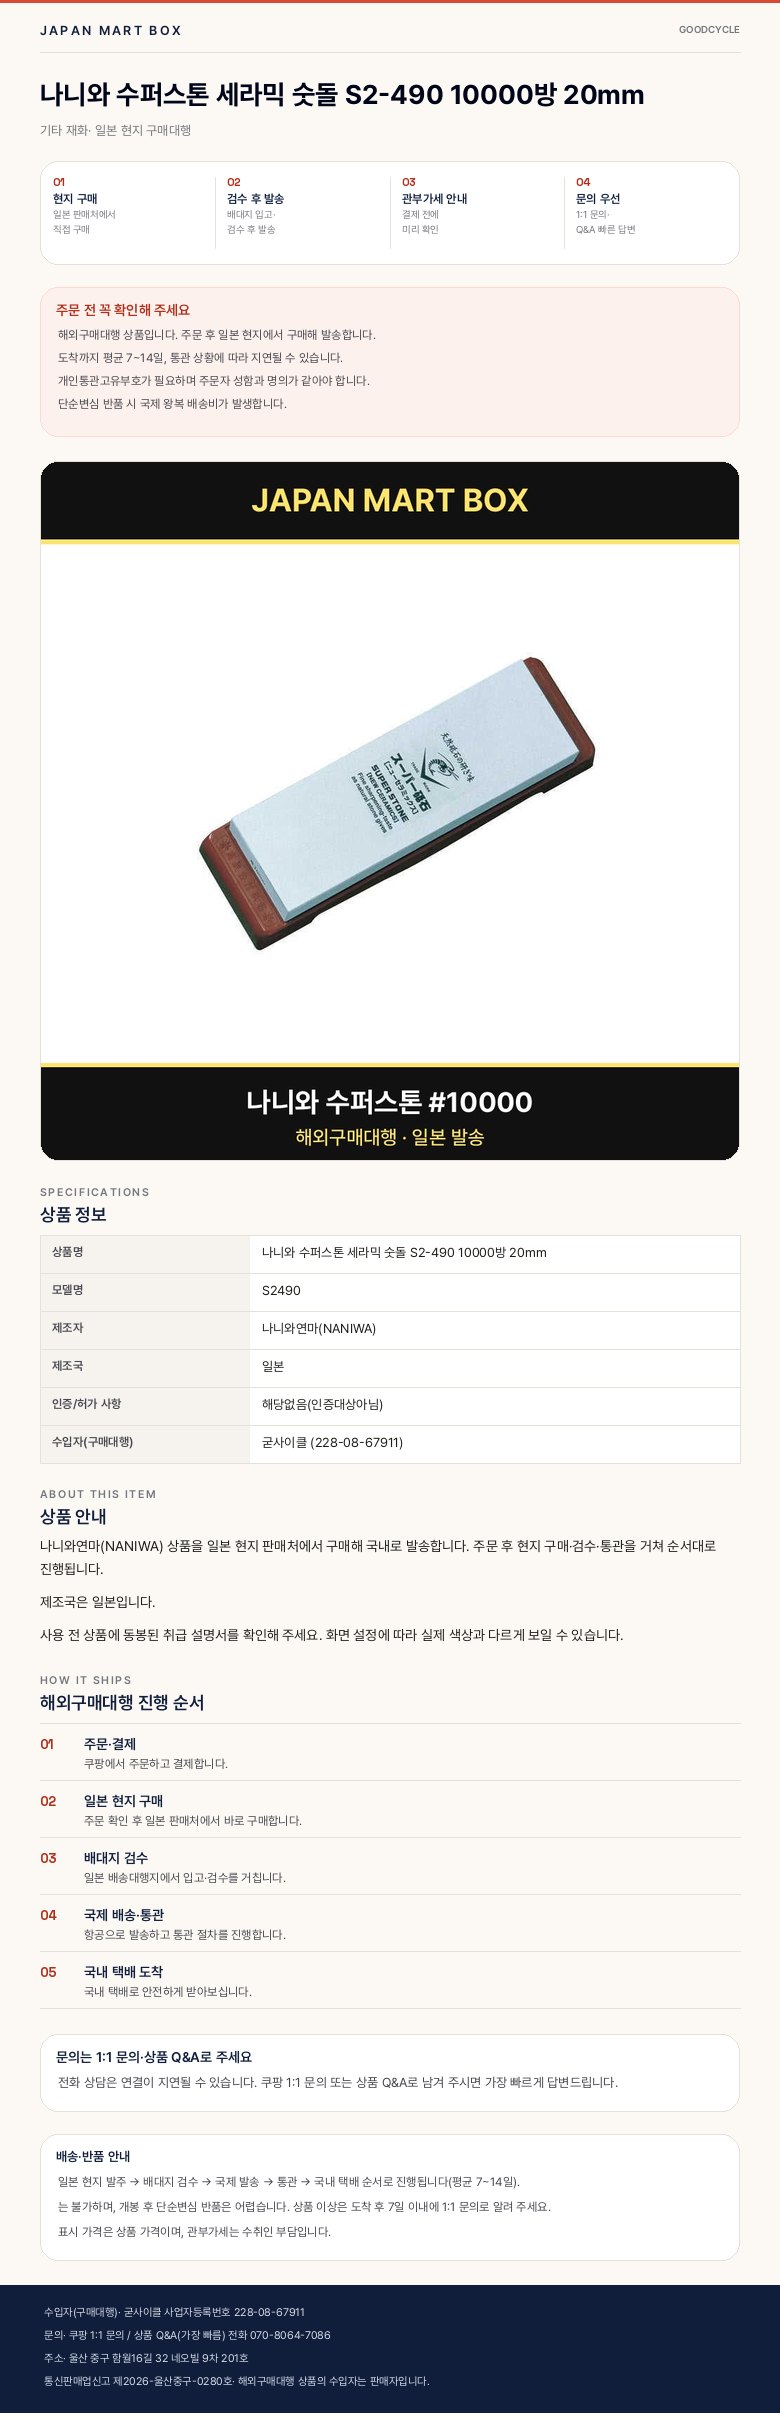 JAPAN MART BOX
GOODCYCLE
나니와 수퍼스톤 세라믹 숫돌 S2-490 10000방 20mm
기타 재화· 일본 현지 구매대행
01
현지 구매
일본 판매처에서
직접 구매
02
검수 후 발송
배대지 입고·
검수 후 발송
03
관부가세 안내
결제 전에
미리 확인
04
문의 우선
1:1 문의·
Q&A 빠른 답변
주문 전 꼭 확인해 주세요
해외구매대행 상품입니다. 주문 후 일본 현지에서 구매해 발송합니다.
도착까지 평균 7~14일, 통관 상황에 따라 지연될 수 있습니다.
개인통관고유부호가 필요하며 주문자 성함과 명의가 같아야 합니다.
단순변심 반품 시 국제 왕복 배송비가 발생합니다.
JAPAN MART BOX
天然砥石の研ぎ味
スーパー砥石
[ニューセラミックス]
SUPER STONE
[NEW CERAMICS]
Fine sharpening-taste
as natural stone gives
나니와 수퍼스톤 #10000
해외구매대행 · 일본 발송
SPECIFICATIONS
상품 정보
상품명 나니와 수퍼스톤 세라믹 숫돌 S2-490 10000방 20mm
모델명 S2490
제조자 나니와연마(NANIWA)
제조국 일본
인증/허가 사항 해당없음(인증대상아님)
수입자(구매대행) 굳사이클 (228-08-67911)
ABOUT THIS ITEM
상품 안내
나니와연마(NANIWA) 상품을 일본 현지 판매처에서 구매해 국내로 발송합니다. 주문 후 현지 구매·검수·통관을 거쳐 순서대로
진행됩니다.
제조국은 일본입니다.
사용 전 상품에 동봉된 취급 설명서를 확인해 주세요. 화면 설정에 따라 실제 색상과 다르게 보일 수 있습니다.
HOW IT SHIPS
해외구매대행 진행 순서
01 주문·결제
쿠팡에서 주문하고 결제합니다.
02 일본 현지 구매
주문 확인 후 일본 판매처에서 바로 구매합니다.
03 배대지 검수
일본 배송대행지에서 입고·검수를 거칩니다.
04 국제 배송·통관
항공으로 발송하고 통관 절차를 진행합니다.
05 국내 택배 도착
국내 택배로 안전하게 받아보십니다.
문의는 1:1 문의·상품 Q&A로 주세요
전화 상담은 연결이 지연될 수 있습니다. 쿠팡 1:1 문의 또는 상품 Q&A로 남겨 주시면 가장 빠르게 답변드립니다.
배송·반품 안내
일본 현지 발주 → 배대지 검수 → 국제 발송 → 통관 → 국내 택배 순서로 진행됩니다(평균 7~14일).
는 불가하며, 개봉 후 단순변심 반품은 어렵습니다. 상품 이상은 도착 후 7일 이내에 1:1 문의로 알려 주세요.
표시 가격은 상품 가격이며, 관부가세는 수취인 부담입니다.
수입자(구매대행)· 굳사이클 사업자등록번호 228-08-67911
문의· 쿠팡 1:1 문의 / 상품 Q&A(가장 빠름) 전화 070-8064-7086
주소· 울산 중구 함월16길 32 네오빌 9차 201호
통신판매업신고 제2026-울산중구-0280호· 해외구매대행 상품의 수입자는 판매자입니다.